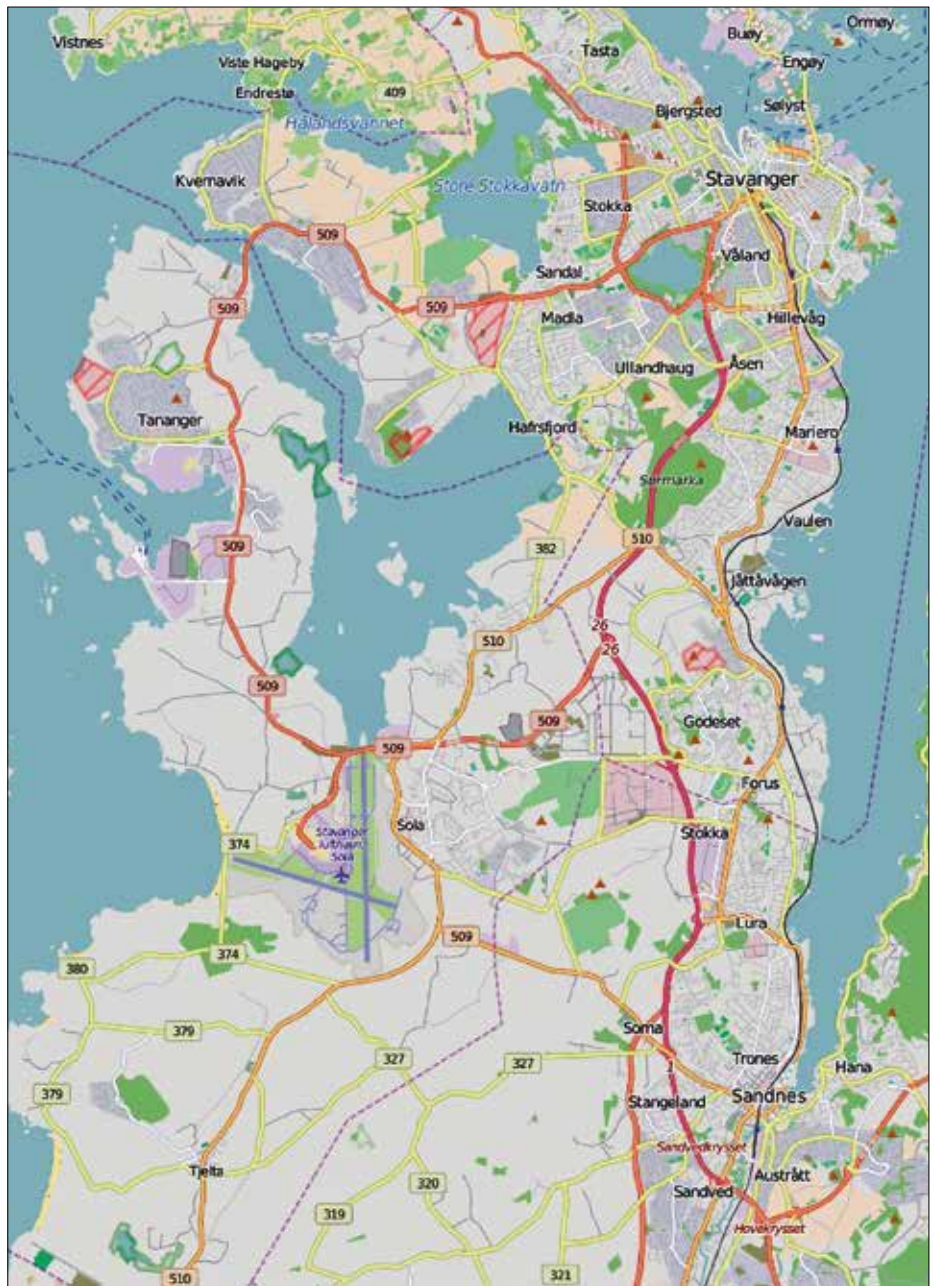 Vistnes
Tasta
Buøy
Ormøy
Viste Hageby
Engøy
Endrestø
409
Bjergsted
Sølyst
Hålandsvannet
Kvernavik
Store Stokkavatn
Stavanger
Stokka
509
Våland
Sandal
509
509
Madla
Hillevåg
Ullandhaug
Åsen
Tananger
Hafrsfjord
Mariero
Sørmarka
Vaulen
509
382
510
Jåttåvågen
26
510
26
509
Godeset
509
509
Forus
374
Stavanger
lufthavn,
Sola
Sola
Stokka
374
509
Lura
380
379
327
327
Soma
Trones
Hana
379
1
Stangeland
Sandnes
Sandvedkrysset
Tjelta
Austrått
320
Sandved
319
Hovekrysset
510
321